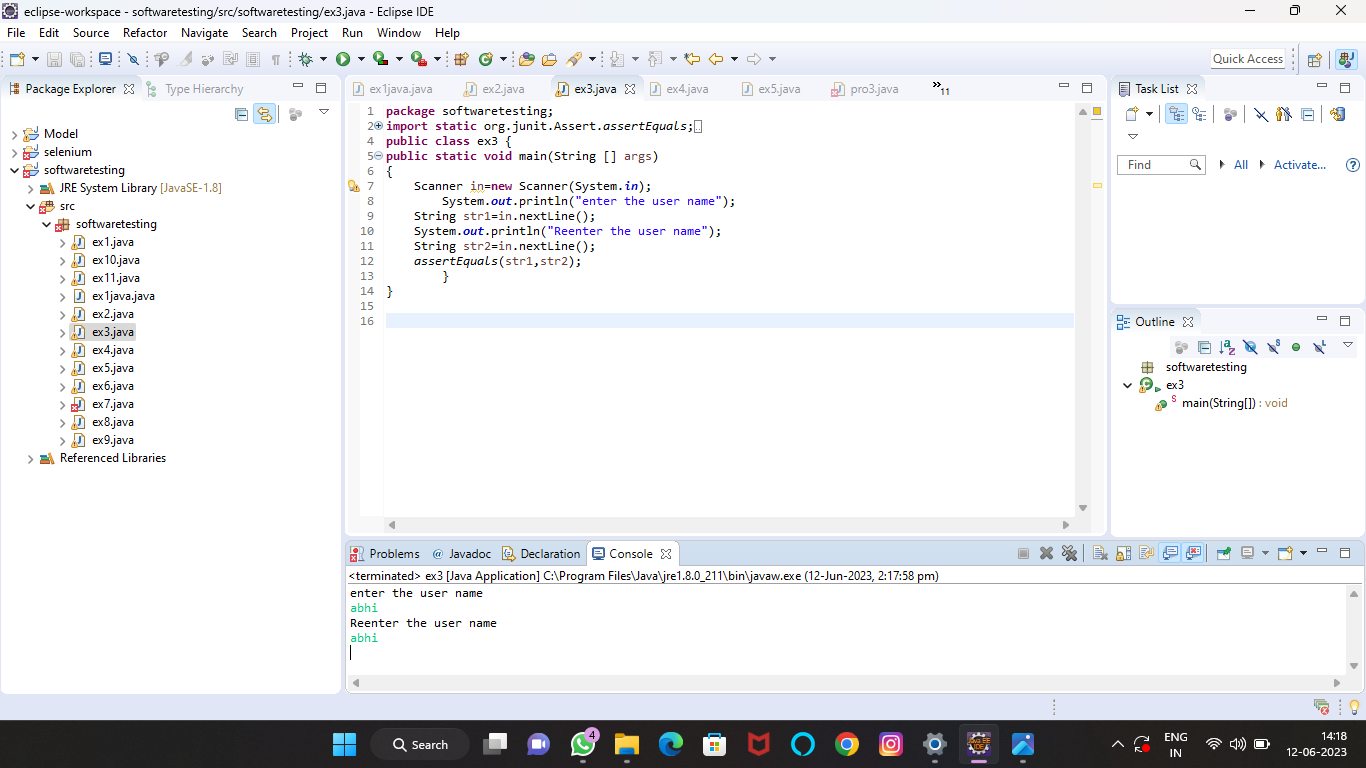 eclipse-workspace - softwaretesting/src/softwaretesting/ex3.java - Eclipse IDE
File Edit Source Refactor Navigate Search Project Run Window Help
Quick Access
Package Explorer Type Hierarchy
Model
selenium
softwaretesting
JRE System Library [JavaSE-1.8]
src
softwaretesting
ex1.java
ex10.java
ex11.java
ex1java.java
ex2.java
ex3.java
ex4.java
ex5.java
ex6.java
ex7.java
ex8.java
ex9.java
Referenced Libraries
ex1java.java ex2.java ex3.java ex4.java ex5.java pro3.java »11
1 package softwaretesting;
2 import static org.junit.Assert.assertEquals;
4 public class ex3 {
5 public static void main(String [] args)
6 {
7 Scanner in=new Scanner(System.in);
8 System.out.println("enter the user name");
9 String str1=in.nextLine();
10 System.out.println("Reenter the user name");
11 String str2=in.nextLine();
12 assertEquals(str1,str2);
13 }
14 }
15
16
Task List
Find All Activate...
Outline
softwaretesting
ex3
main(String[]) : void
Problems @ Javadoc Declaration Console
<terminated> ex3 [Java Application] C:\Program Files\Java\jre1.8.0_211\bin\javaw.exe (12-Jun-2023, 2:17:58 pm)
enter the user name
abhi
Reenter the user name
abhi
Search
4
ENG
IN
14:18
12-06-2023